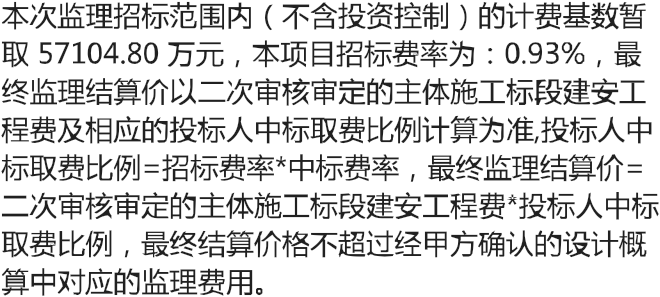 本次监理招标范围内（不含投资控制）的计费基数暂
取 57104.80 万元，本项目招标费率为：0.93%，最
终监理结算价以二次审核审定的主体施工标段建安工
程费及相应的投标人中标取费比例计算为准,投标人中
标取费比例=招标费率*中标费率，最终监理结算价=
二次审核审定的主体施工标段建安工程费*投标人中标
取费比例，最终结算价格不超过经甲方确认的设计概
算中对应的监理费用。